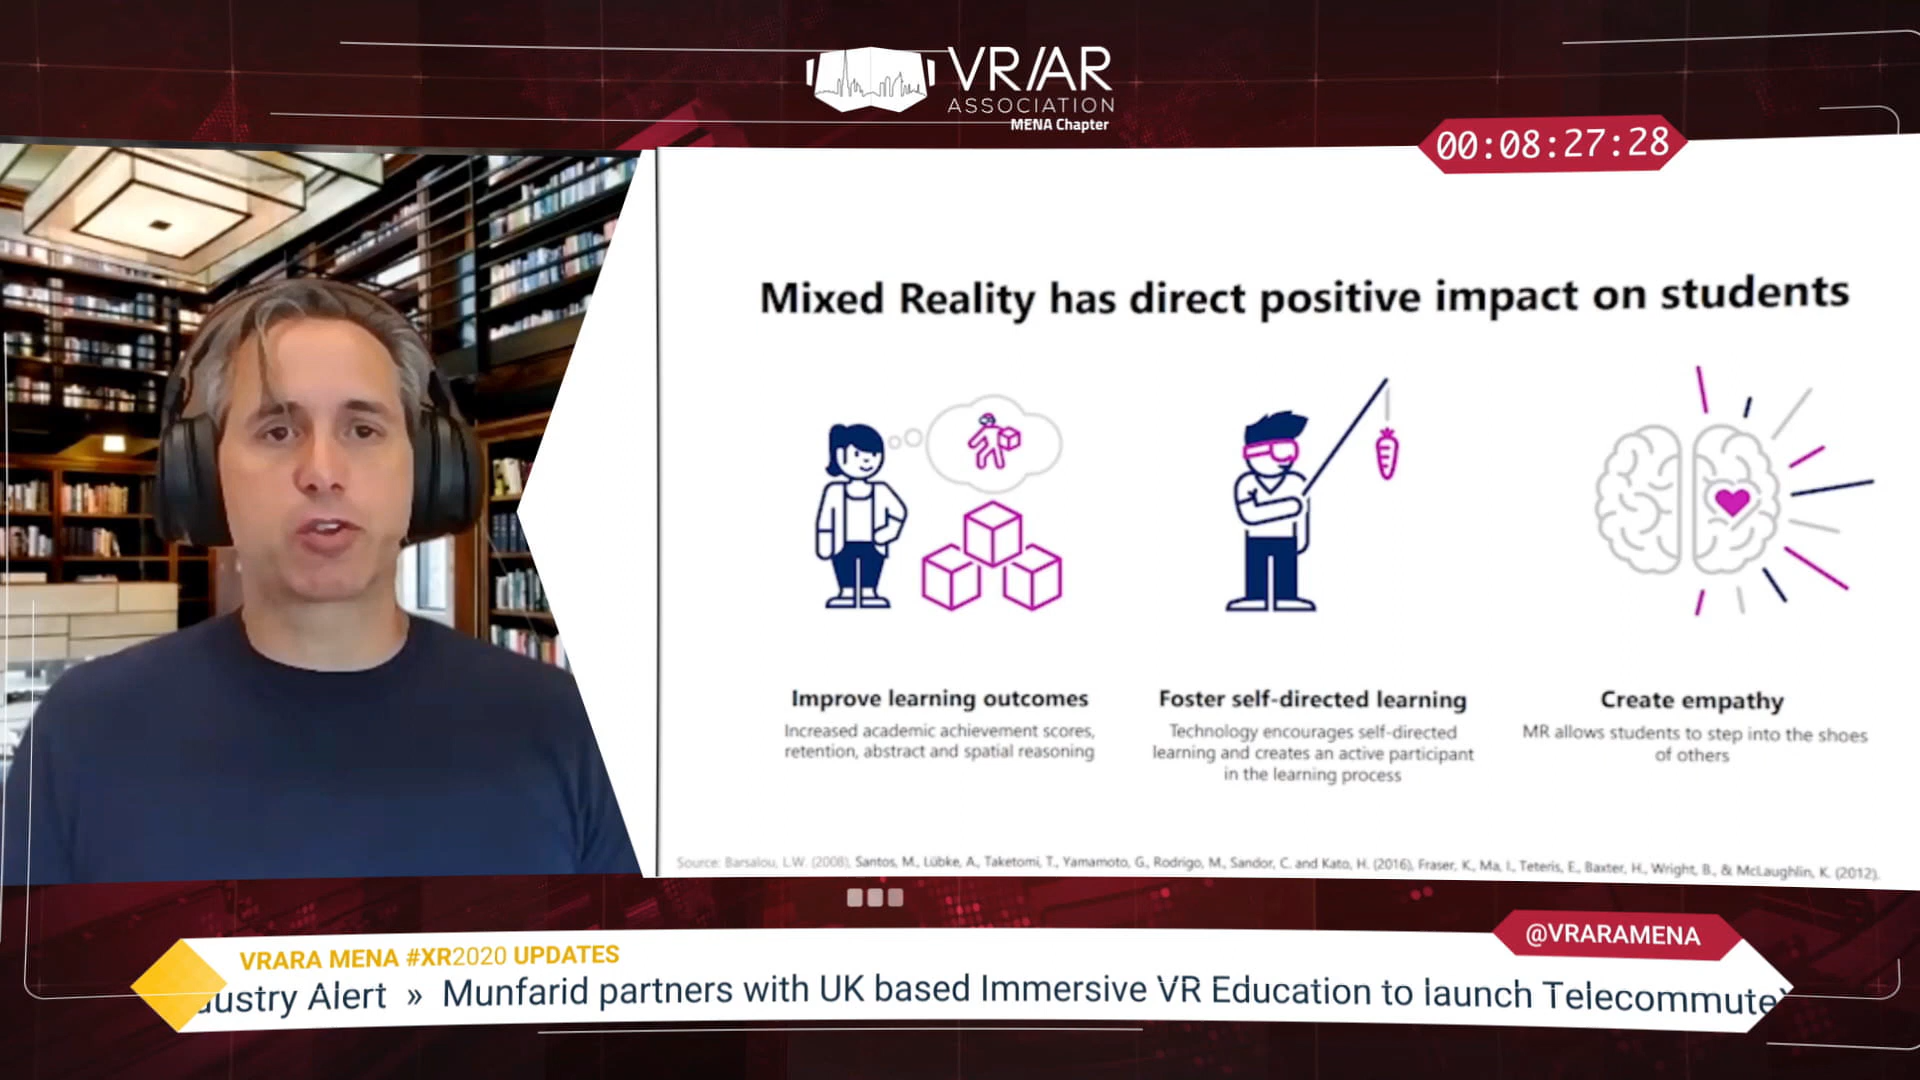 VR/AR
ASSOCIATION
MENA Chapter
00:08:27:28
Mixed Reality has direct positive impact on students
Improve learning outcomes
Increased academic achievement scores,
retention, abstract and spatial reasoning
Foster self-directed learning
Technology encourages self-directed
learning and creates an active participant
in the learning process
Create empathy
MR allows students to step into the shoes
of others
Source: Barsalou, L.W. (2008), Santos, M., Lübke, A., Taketomi, T., Yamamoto, G., Rodrigo, M., Sandor, C. and Kato, H. (2016), Fraser, K., Ma, I., Teteris, E., Baxter, H., Wright, B., & McLaughlin, K. (2012).
@VRARAMENA
VRARA MENA #XR2020 UPDATES
dustry Alert » Munfarid partners with UK based Immersive VR Education to launch Telecommute